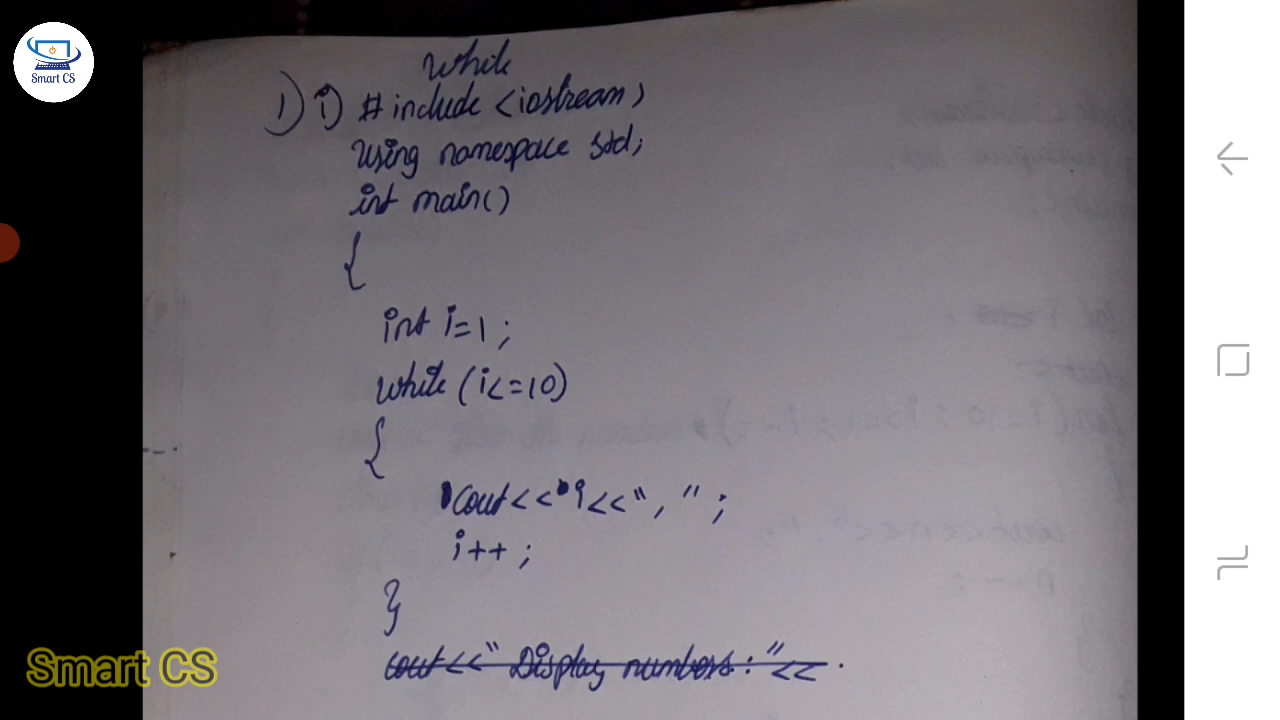 Smart CS
while
1) i) #include <iostream>
using namespace std;
int main()
{
int i=1;
while (i<=10)
{
cout<<i<<", ";
i++;
}
cout<<"Display numbers:"<<
Smart CS